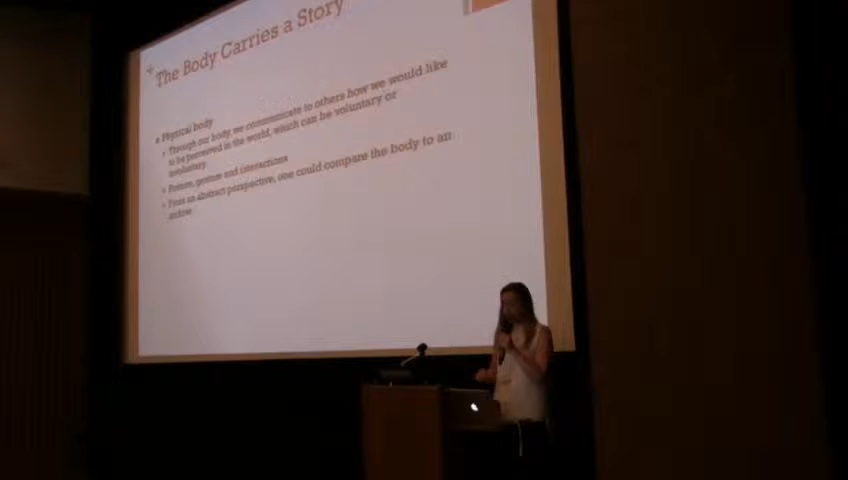 The Body Carries a Story
Physical body
Through our body, we communicate to others how we would like
to be perceived in the world, which can be voluntary or
involuntary.
Posture, gesture and interactions
From an abstract perspective, one could compare the body to an
archive